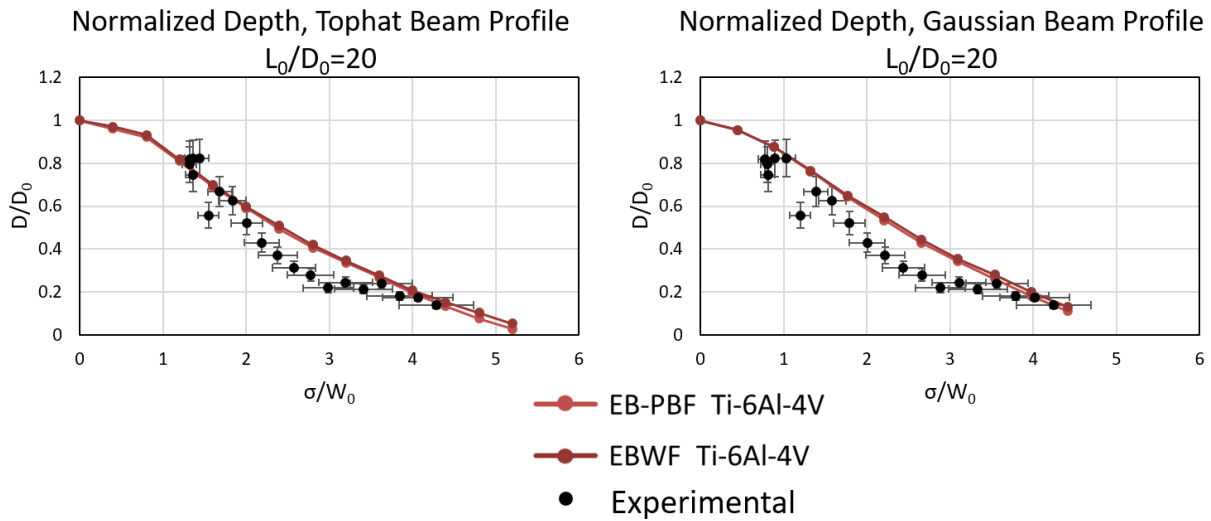 Normalized Depth, Tophat Beam Profile
L₀/D₀=20
1.2
1
0.8
0.6
0.4
0.2
0
D/D₀
0 1 2 3 4 5 6
σ/W₀
Normalized Depth, Gaussian Beam Profile
L₀/D₀=20
1.2
1
0.8
0.6
0.4
0.2
0
D/D₀
0 1 2 3 4 5 6
σ/W₀
EB-PBF Ti-6Al-4V
EBWF Ti-6Al-4V
Experimental